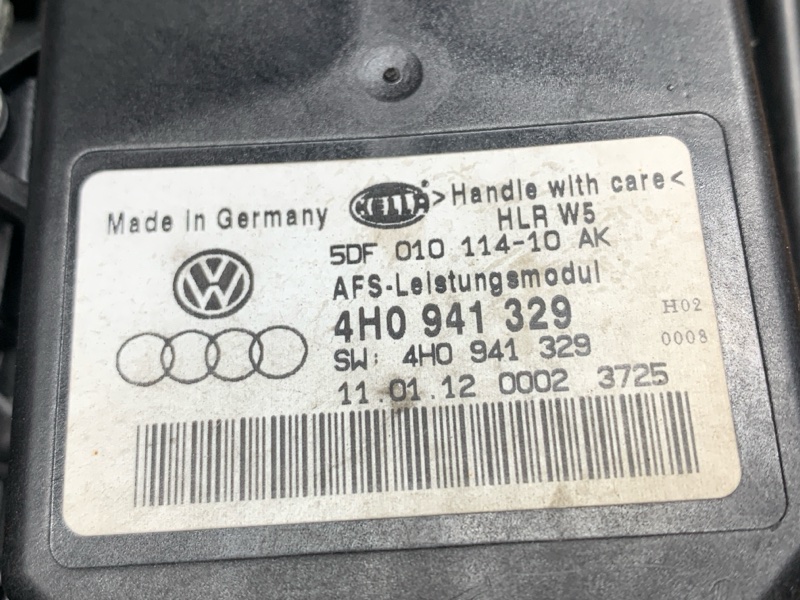 Made in Germany HELLA ® >Handle with care<
HLR W5
5DF 010 114-10 AK
AFS-Leistungsmodul
4H0 941 329 H02
SW: 4H0 941 329 0008
11.01.12 0002 3725
VW